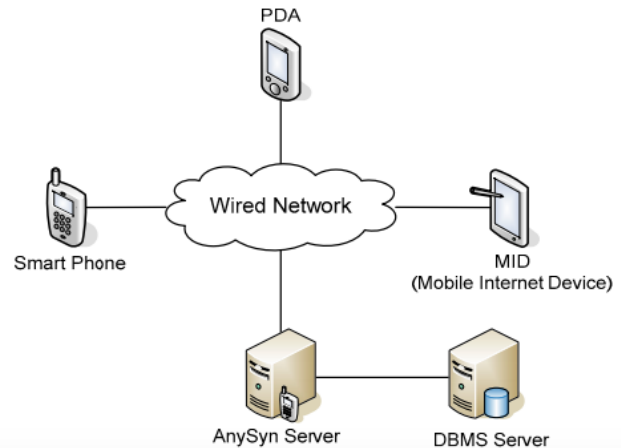 PDA
Wired Network
Smart Phone
MID
(Mobile Internet Device)
AnySyn Server
DBMS Server